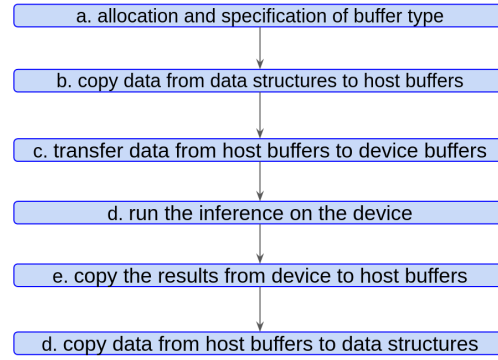 a. allocation and specification of buffer type
b. copy data from data structures to host buffers
c. transfer data from host buffers to device buffers
d. run the inference on the device
e. copy the results from device to host buffers
d. copy data from host buffers to data structures